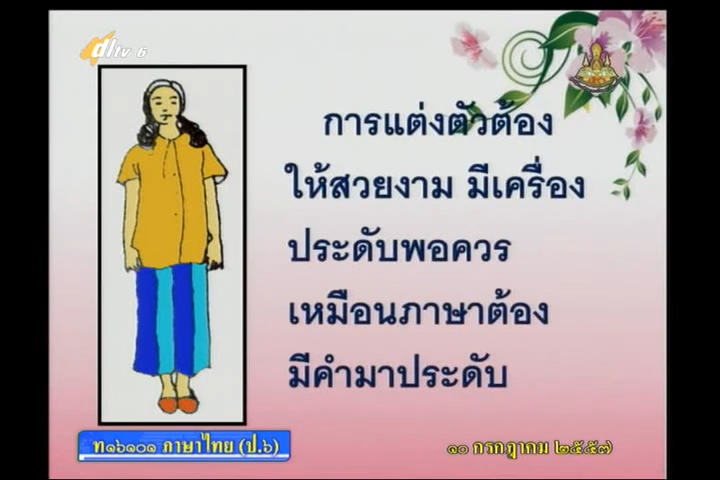 dltv 6
การแต่งตัวต้อง
ให้สวยงาม มีเครื่อง
ประดับพอควร
เหมือนภาษาต้อง
มีคำมาประดับ
ท๑๖๑๐๑ ภาษาไทย (ป.๖)
๑๐ กรกฎาคม ๒๕๕๗